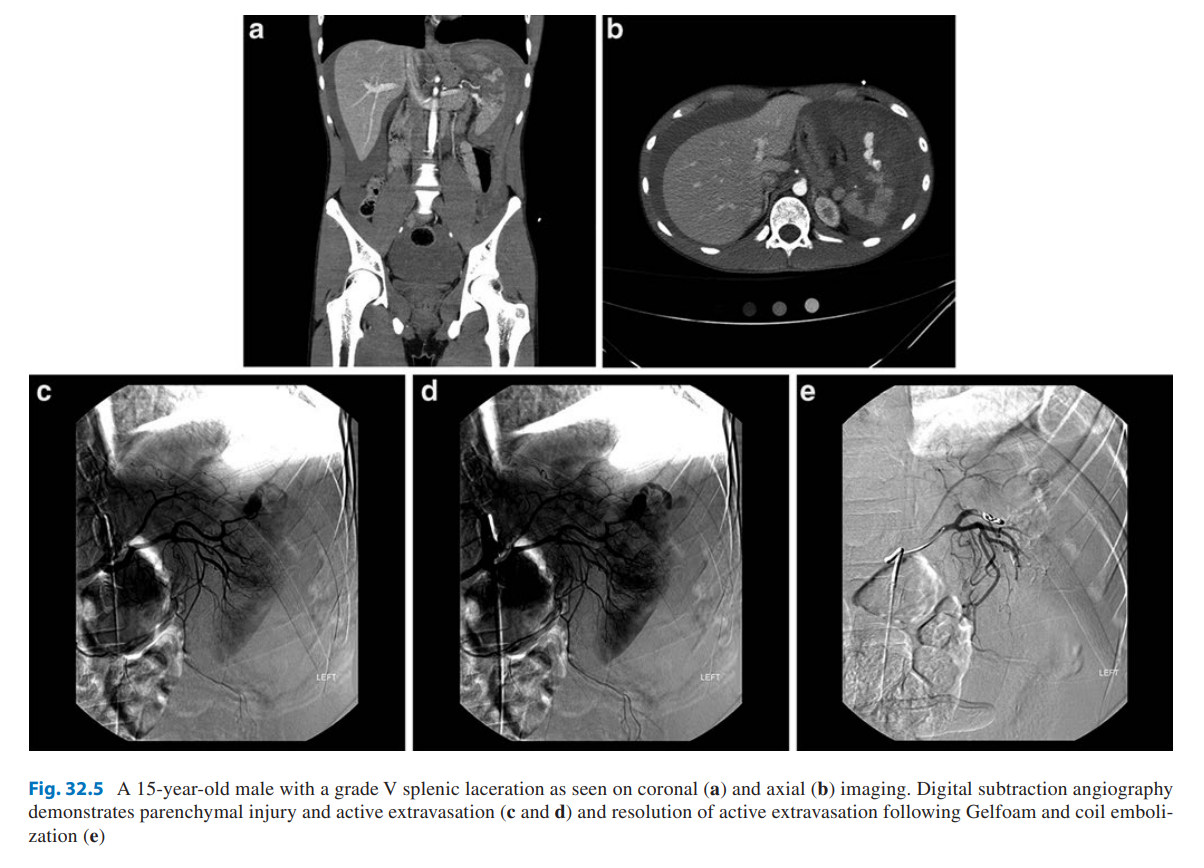 a
b
c
d
e
LEFT
LEFT
LEFT
Fig. 32.5 A 15-year-old male with a grade V splenic laceration as seen on coronal (a) and axial (b) imaging. Digital subtraction angiography
demonstrates parenchymal injury and active extravasation (c and d) and resolution of active extravasation following Gelfoam and coil emboli-
zation (e)